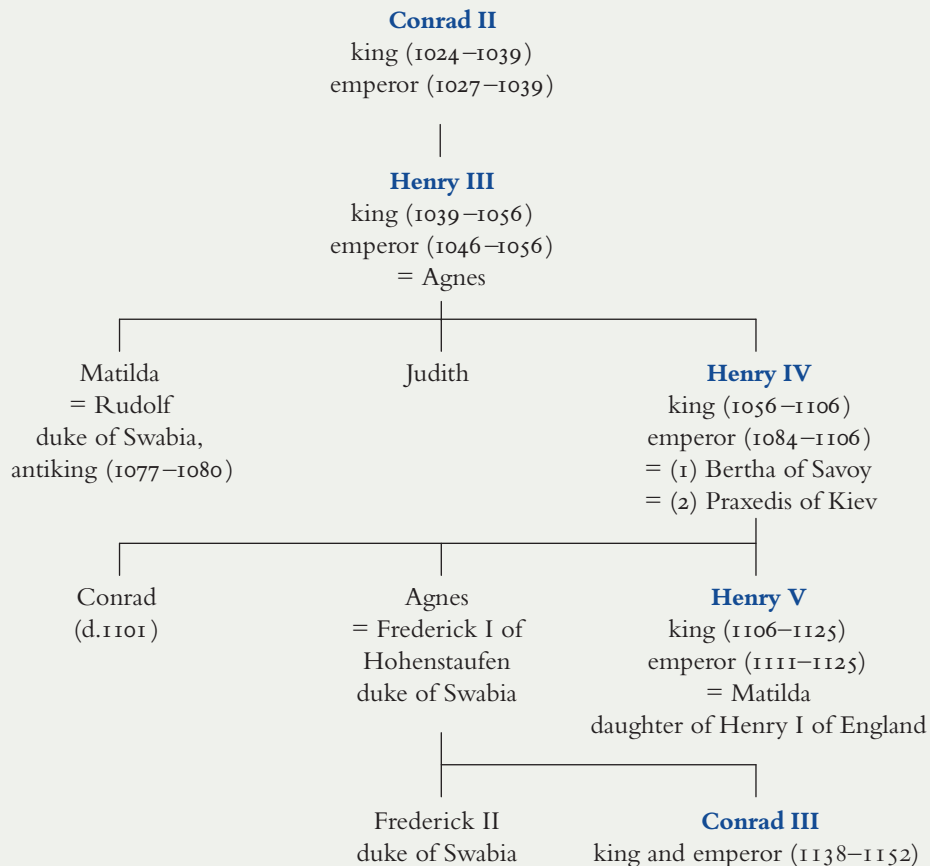 Conrad II
king (1024–1039)
emperor (1027–1039)
Henry III
king (1039–1056)
emperor (1046–1056)
= Agnes
Matilda
= Rudolf
duke of Swabia,
antiking (1077–1080)
Judith
Henry IV
king (1056–1106)
emperor (1084–1106)
= (1) Bertha of Savoy
= (2) Praxedis of Kiev
Conrad
(d.1101)
Agnes
= Frederick I of
Hohenstaufen
duke of Swabia
Henry V
king (1106–1125)
emperor (1111–1125)
= Matilda
daughter of Henry I of England
Frederick II
duke of Swabia
Conrad III
king and emperor (1138–1152)